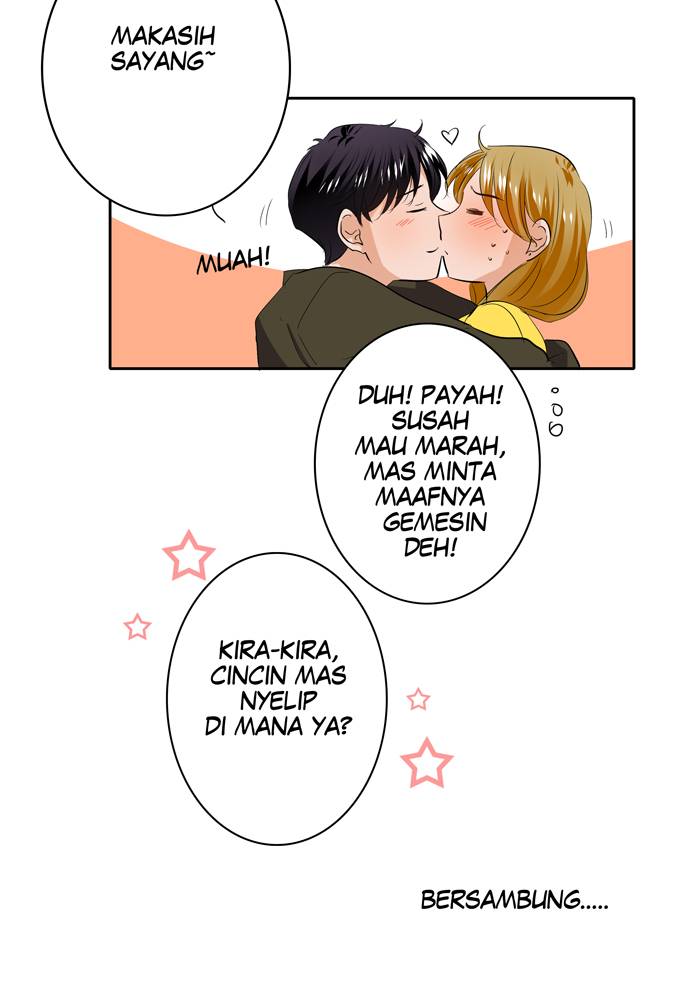 MAKASIH
SAYANG~
MUAH!
DUH! PAYAH!
SUSAH
MAU MARAH,
MAS MINTA
MAAFNYA
GEMESIN
DEH!
KIRA-KIRA,
CINCIN MAS
NYELIP
DI MANA YA?
BERSAMBUNG.....